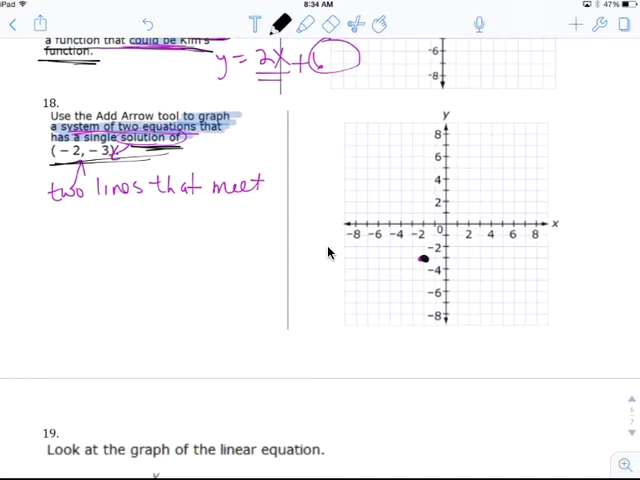 iPad
8:34 AM
47%
a function that could be Kim's
function.
y = 2x + 6
-6
-8
18.
Use the Add Arrow tool to graph
a system of two equations that
has a single solution of
(-2, -3).
two lines that meet
y
8
6
4
2
-8 -6 -4 -2 0 2 4 6 8 x
-2
-4
-6
-8
6
7
19.
Look at the graph of the linear equation.
y